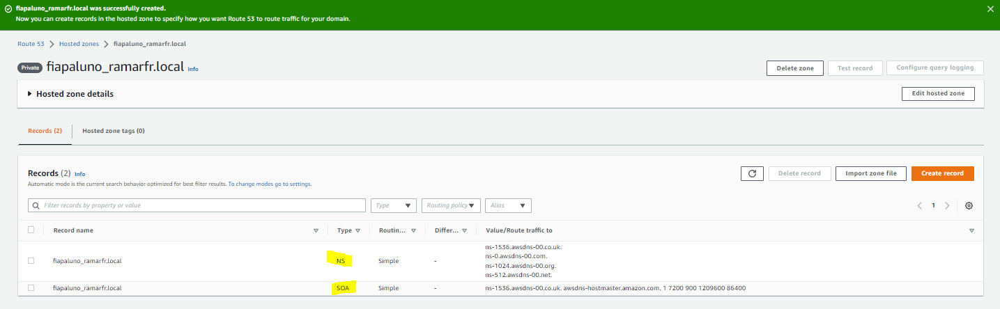 fiapaluno_ramarfr.local was successfully created.
Now you can create records in the hosted zone to specify how you want Route 53 to route traffic for your domain.
Route 53 > Hosted zones > fiapaluno_ramarfr.local
Private fiapaluno_ramarfr.local Info
Delete zone Test record Configure query logging
Hosted zone details
Edit hosted zone
Records (2) Hosted zone tags (0)
Records (2) Info
Automatic mode is the current search behavior optimized for best filter results. To change modes go to settings.
Delete record Import zone file Create record
Filter records by property or value
Type Routing policy Alias
1
Record name Type Routin... Differ... Value/Route traffic to
fiapaluno_ramarfr.local NS Simple -
ns-1536.awsdns-00.co.uk.
ns-0.awsdns-00.com.
ns-1024.awsdns-00.org.
ns-512.awsdns-00.net.
fiapaluno_ramarfr.local SOA Simple - ns-1536.awsdns-00.co.uk. awsdns-hostmaster.amazon.com. 1 7200 900 1209600 86400